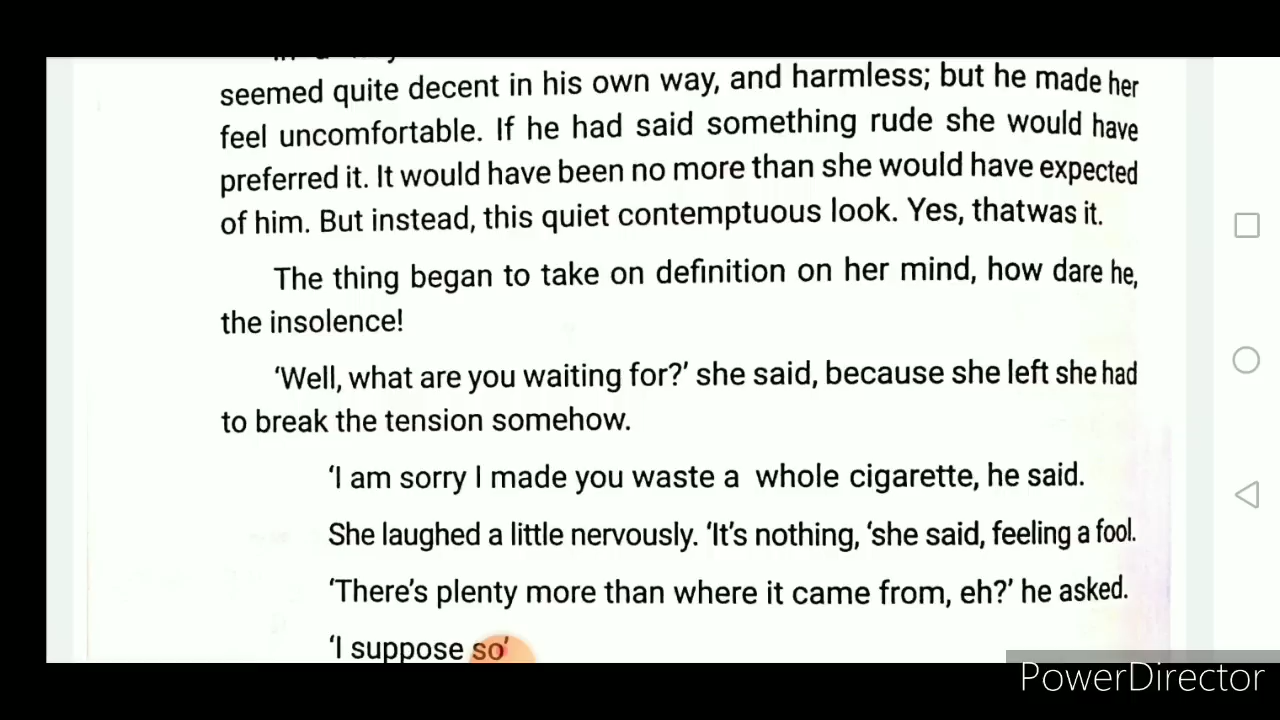 seemed quite decent in his own way, and harmless; but he made her
feel uncomfortable. If he had said something rude she would have
preferred it. It would have been no more than she would have expected
of him. But instead, this quiet contemptuous look. Yes, thatwas it.
The thing began to take on definition on her mind, how dare he,
the insolence!
‘Well, what are you waiting for?’ she said, because she left she had
to break the tension somehow.
‘I am sorry I made you waste a whole cigarette, he said.
She laughed a little nervously. ‘It’s nothing, ‘she said, feeling a fool.
‘There’s plenty more than where it came from, eh?’ he asked.
‘I suppose so’
PowerDirector